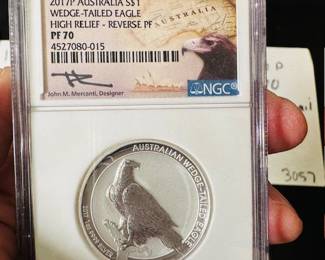 AUSTRALIA
2017P AUSTRALIA S$1
WEDGE-TAILED EAGLE
HIGH RELIEF - REVERSE PF
PF 70
4527080-015
John M. Mercanti, Designer
NGC
AUSTRALIAN WEDGE-TAILED EAGLE
3057